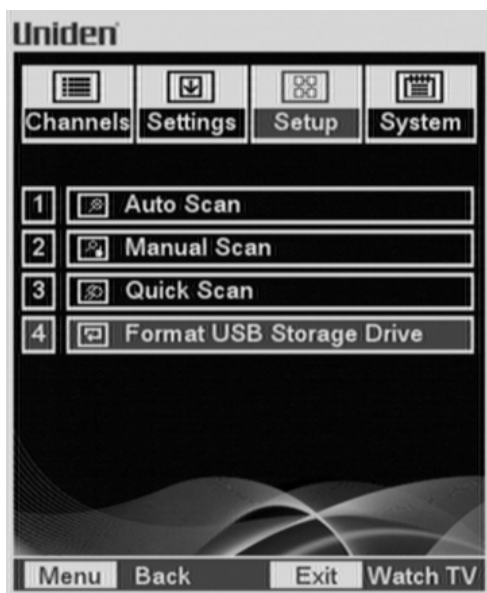 Uniden
Channels Settings Setup System
1 Auto Scan
2 Manual Scan
3 Quick Scan
4 Format USB Storage Drive
Menu Back Exit Watch TV